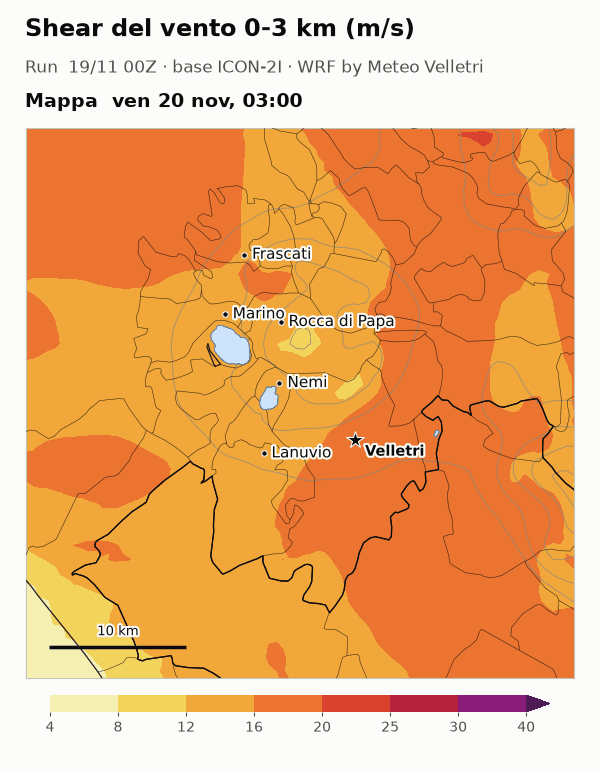 Shear del vento 0-3 km (m/s)
Run  19/11 00Z · base ICON-2I · WRF by Meteo Velletri
Mappa  ven 20 nov, 03:00
Frascati
Marino
Rocca di Papa
Nemi
Velletri
Lanuvio
10 km
4 8 12 16 20 25 30 40